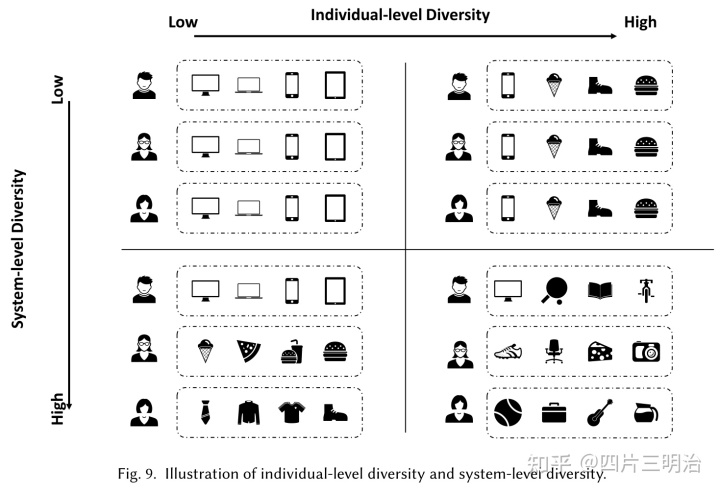 Individual-level Diversity
Low
High
Low
System-level Diversity
High
知乎 @四片三明治
Fig. 9. Illustration of individual-level diversity and system-level diversity.